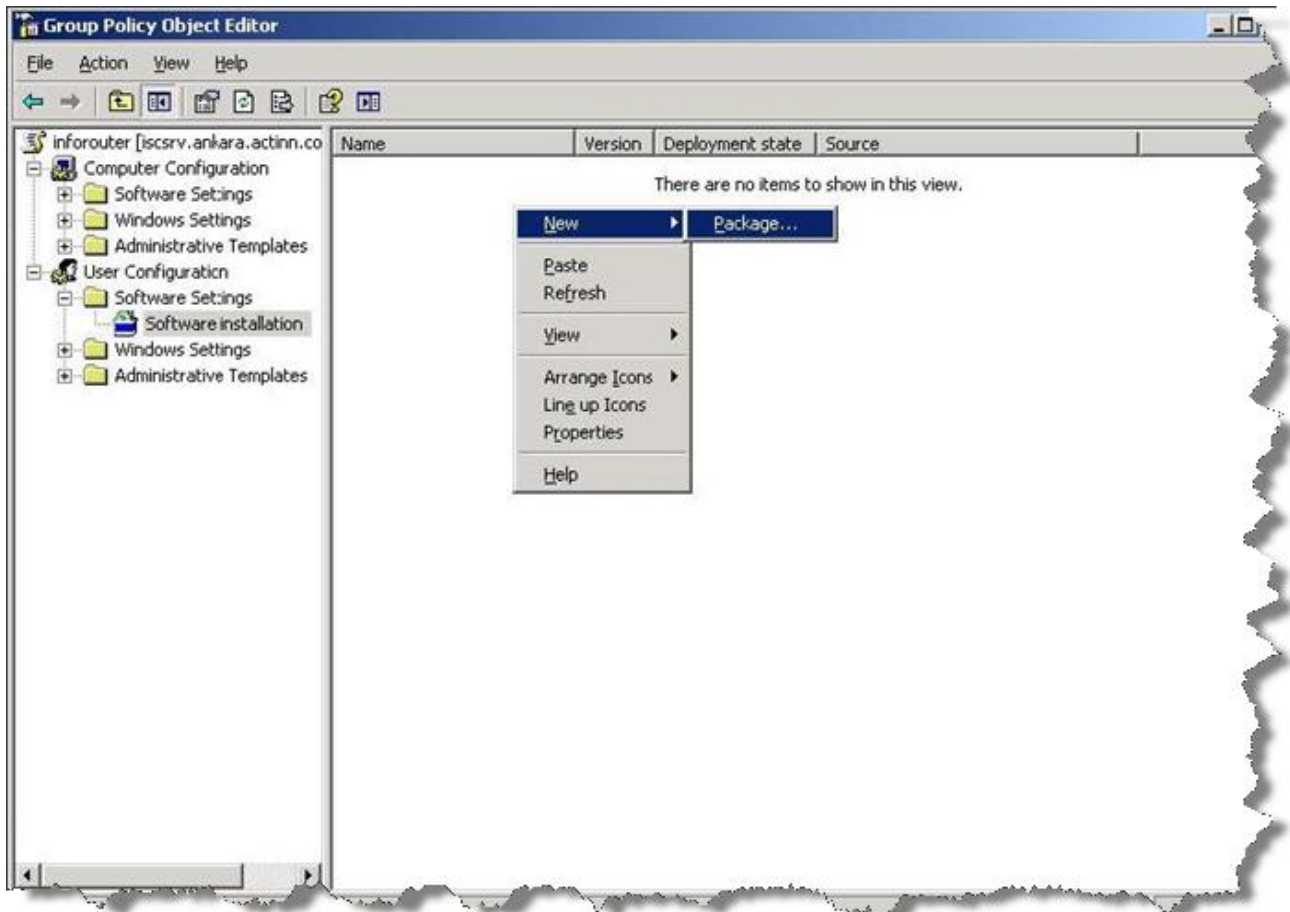 Group Policy Object Editor
File Action View Help
inforouter [iscsrv.ankara.actinn.co
Computer Configuration
Software Settings
Windows Settings
Administrative Templates
User Configuration
Software Settings
Software installation
Windows Settings
Administrative Templates
Name Version Deployment state Source
There are no items to show in this view.
New
Package...
Paste
Refresh
View
Arrange Icons
Line up Icons
Properties
Help